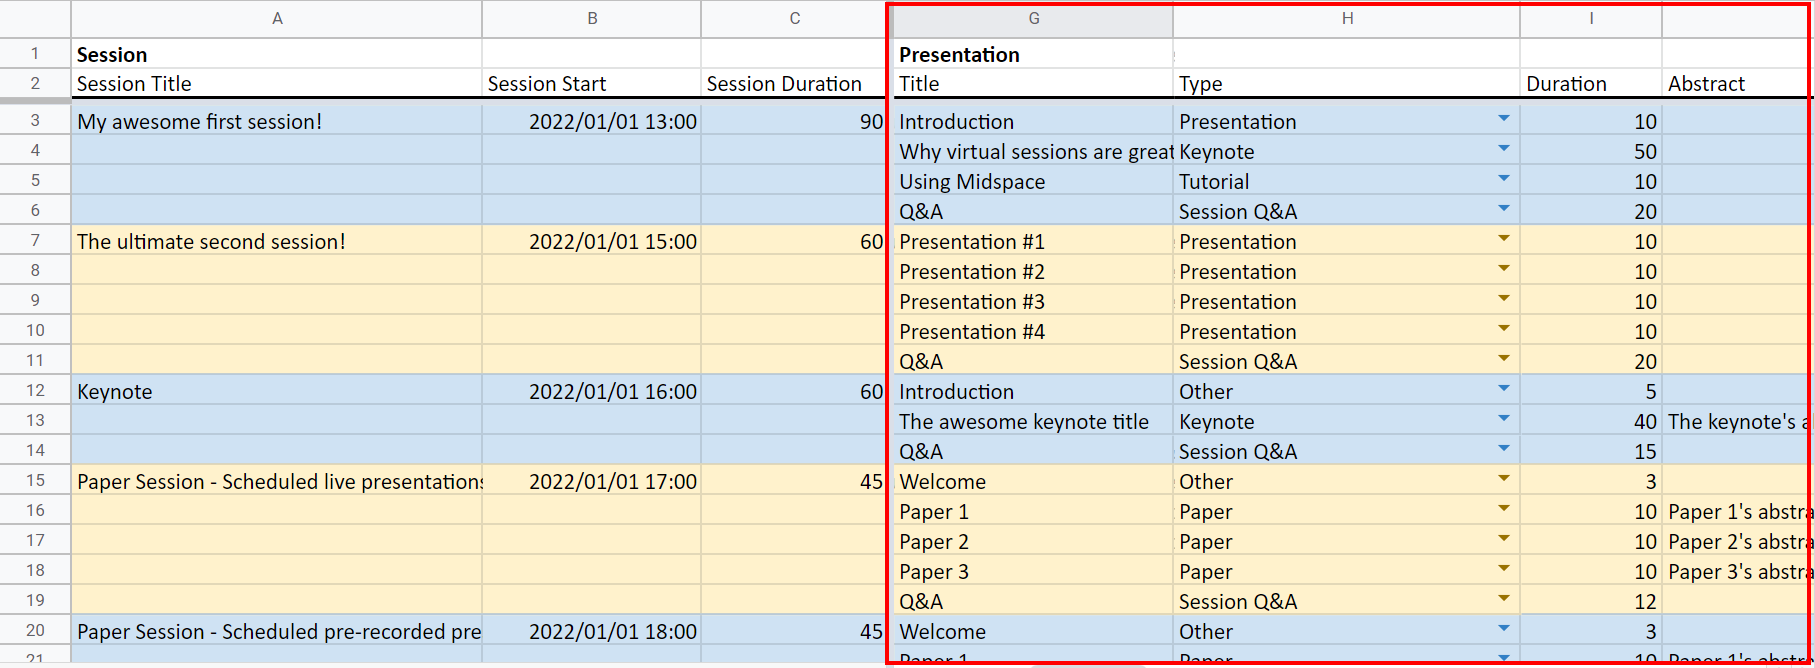 A B C G H I
1 Session Presentation
2 Session Title Session Start Session Duration Title Type Duration Abstract
3 My awesome first session! 2022/01/01 13:00 90 Introduction Presentation 10
4 Why virtual sessions are great Keynote 50
5 Using Midspace Tutorial 10
6 Q&A Session Q&A 20
7 The ultimate second session! 2022/01/01 15:00 60 Presentation #1 Presentation 10
8 Presentation #2 Presentation 10
9 Presentation #3 Presentation 10
10 Presentation #4 Presentation 10
11 Q&A Session Q&A 20
12 Keynote 2022/01/01 16:00 60 Introduction Other 5
13 The awesome keynote title Keynote 40 The keynote's a
14 Q&A Session Q&A 15
15 Paper Session - Scheduled live presentations 2022/01/01 17:00 45 Welcome Other 3
16 Paper 1 Paper 10 Paper 1's abstra
17 Paper 2 Paper 10 Paper 2's abstra
18 Paper 3 Paper 10 Paper 3's abstra
19 Q&A Session Q&A 12
20 Paper Session - Scheduled pre-recorded pre 2022/01/01 18:00 45 Welcome Other 3
21 Paper 1 Paper 10 Paper 1's abstra